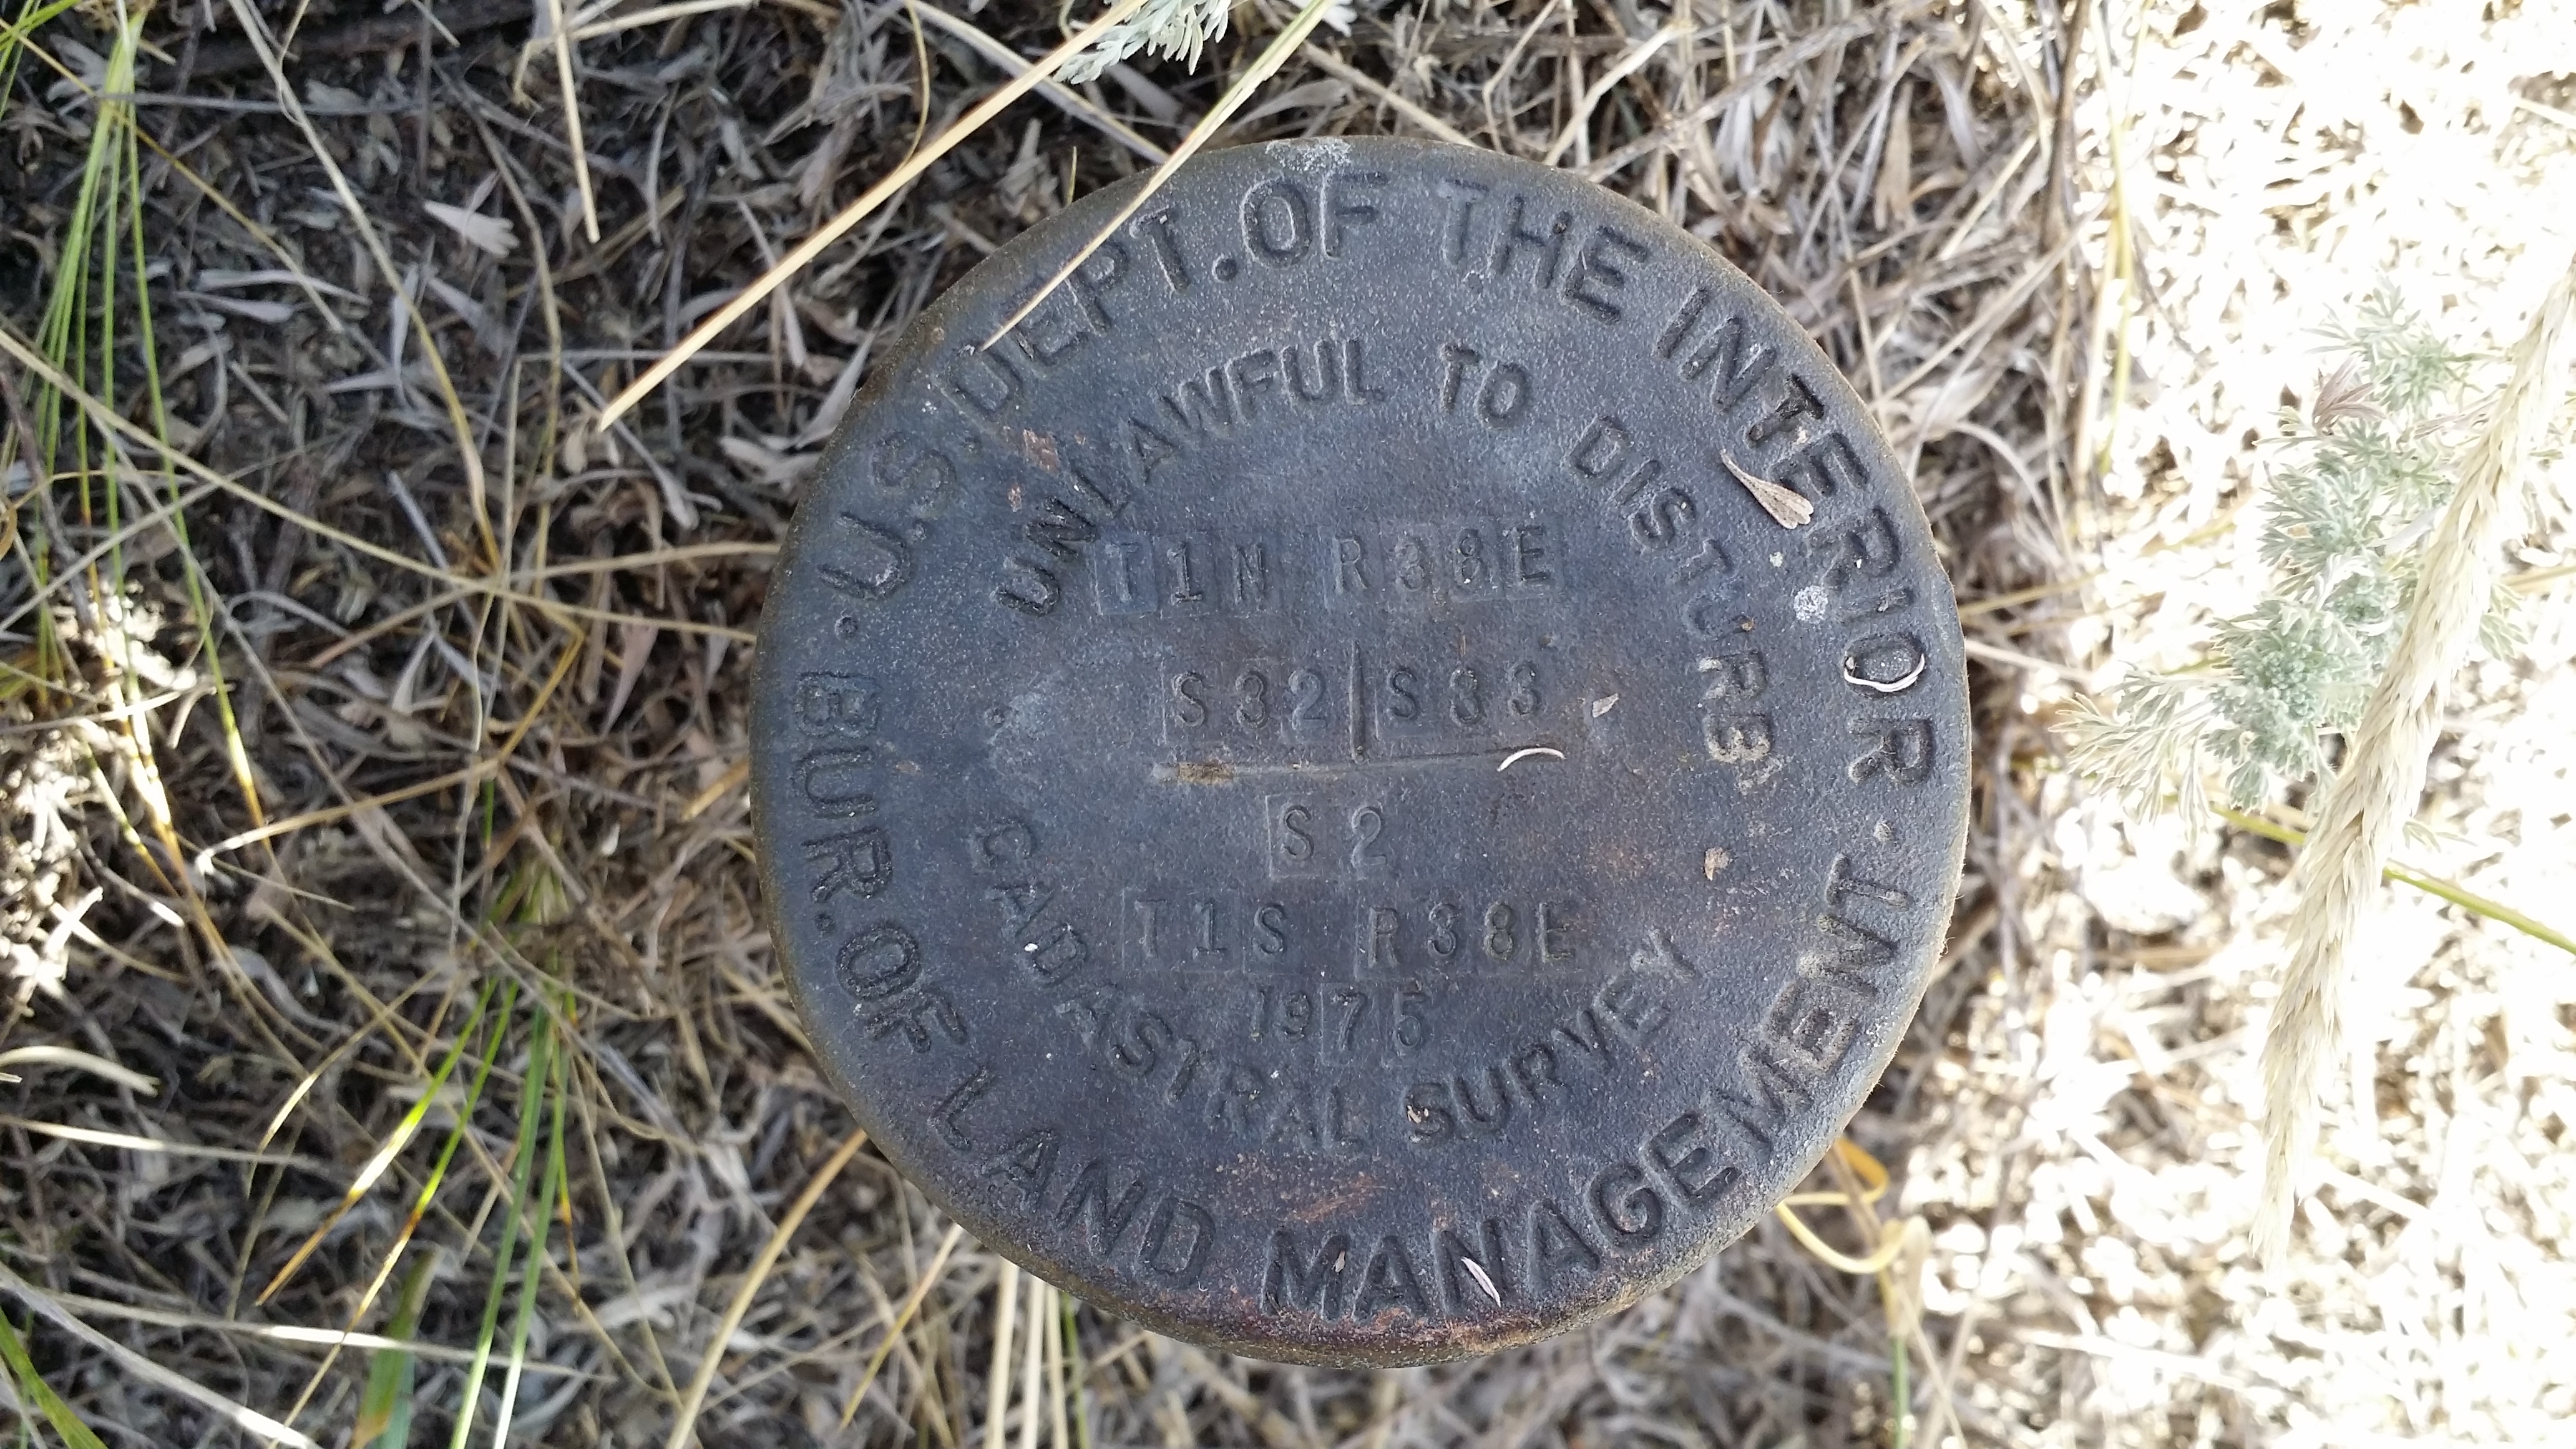 U.S. DEPT. OF THE INTERIOR
UNLAWFUL TO DISTURB
T1N R38E
S32 S33
S 2
T1S R38E
1975
CADASTRAL SURVEY
BUR. OF LAND MANAGEMENT